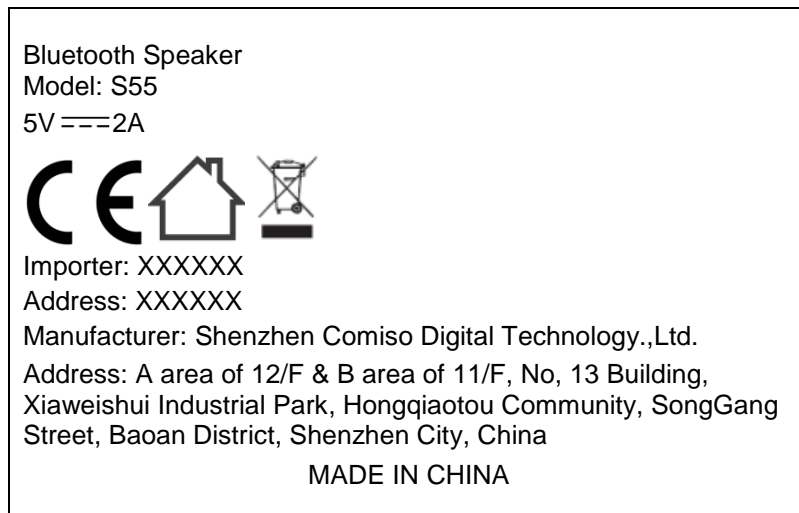 Bluetooth Speaker
Model: S55
5V⎓2A
CE
Importer: XXXXXX
Address: XXXXXX
Manufacturer: Shenzhen Comiso Digital Technology.,Ltd.
Address: A area of 12/F & B area of 11/F, No, 13 Building,
Xiaweishui Industrial Park, Hongqiaotou Community, SongGang
Street, Baoan District, Shenzhen City, China
MADE IN CHINA